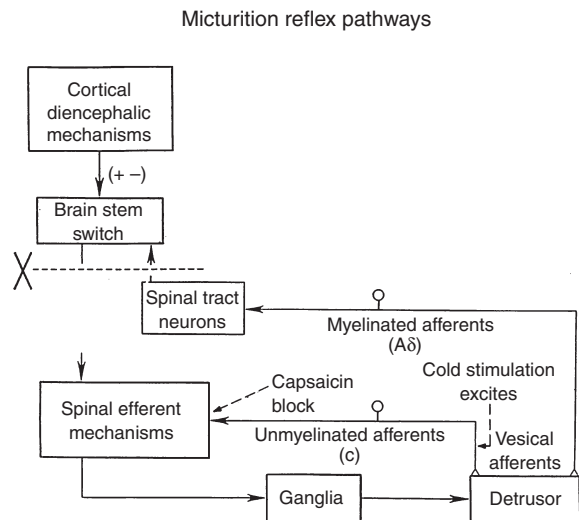 Micturition reflex pathways
Cortical
diencephalic
mechanisms
(+ −)
Brain stem
switch
X
Spinal tract
neurons
Myelinated afferents
(Aδ)
Cold stimulation
excites
Capsaicin
block
Spinal efferent
mechanisms
Unmyelinated afferents
(c)
Vesical
afferents
Ganglia
Detrusor